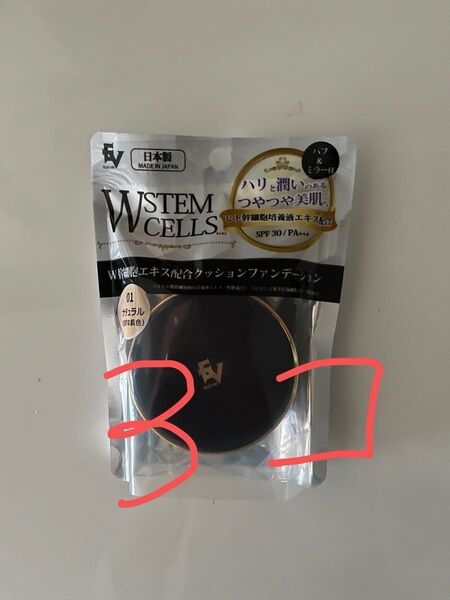 EV
日本製
MADE IN JAPAN
パフ
&
ミラー付
W STEM
CELLS
ハリと潤いのある
つやつや美肌へ
ヒト幹細胞培養液エキス配合
SPF 30/PA+++
W幹細胞エキス配合クッションファンデーション
01
ナチュラル
EV
3コ